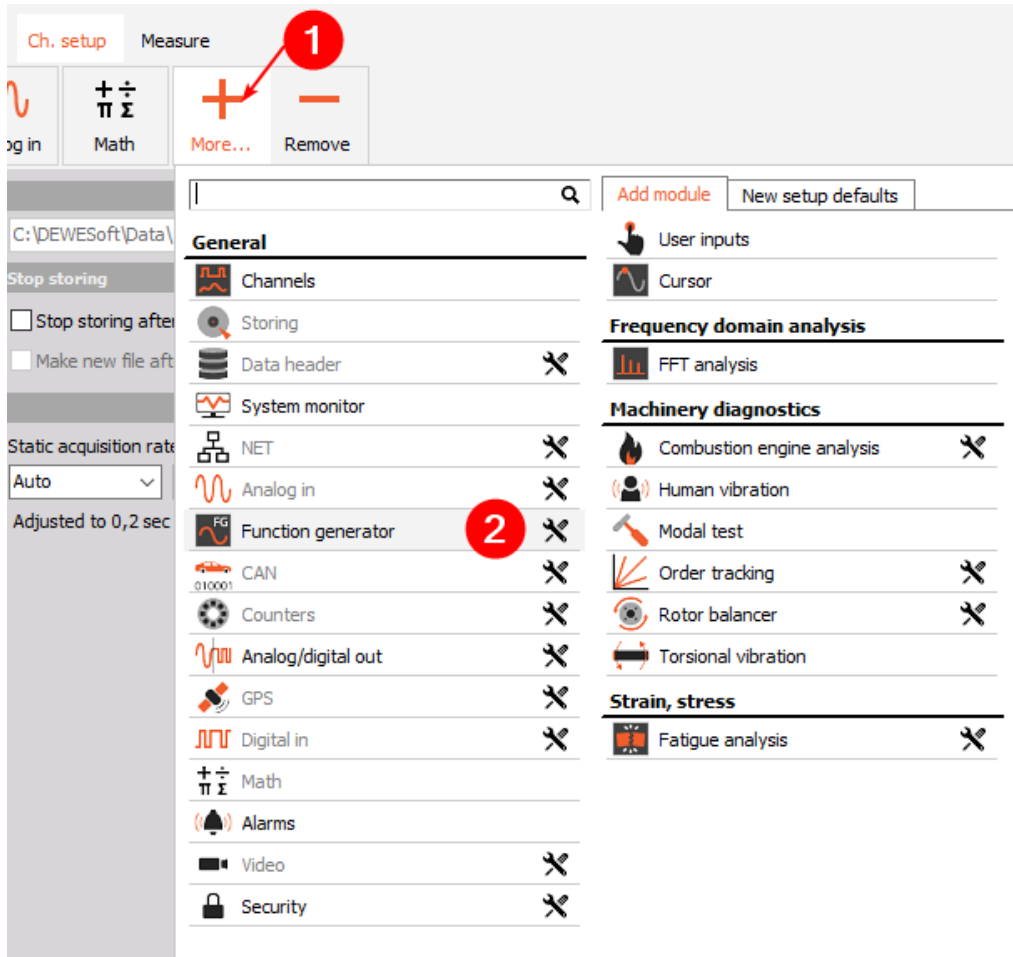 Ch. setup
Measure
1
og in
Math
More...
Remove
C:\DEWESoft\Data\
Stop storing
Stop storing after
Make new file aft
Static acquisition rate
Auto
Adjusted to 0,2 sec
General
Channels
Storing
Data header
System monitor
NET
Analog in
FG
Function generator
2
010001
CAN
Counters
Analog/digital out
GPS
Digital in
Math
Alarms
Video
Security
Add module
New setup defaults
User inputs
Cursor
Frequency domain analysis
FFT analysis
Machinery diagnostics
Combustion engine analysis
Human vibration
Modal test
Order tracking
Rotor balancer
Torsional vibration
Strain, stress
Fatigue analysis